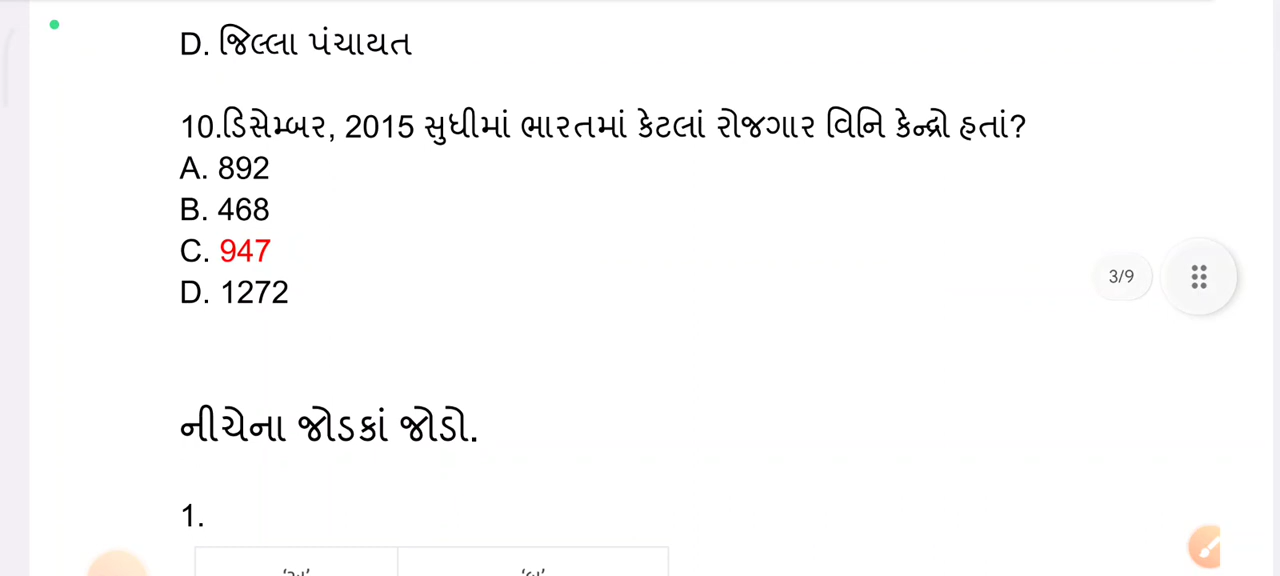 D. જિલ્લા પંચાયત
10.ડિસેમ્બર, 2015 સુધીમાં ભારતમાં કેટલાં રોજગાર વિનિ કેન્દ્રો હતાં?
A. 892
B. 468
C. 947
D. 1272
3/9
નીચેના જોડકાં જોડો.
1.